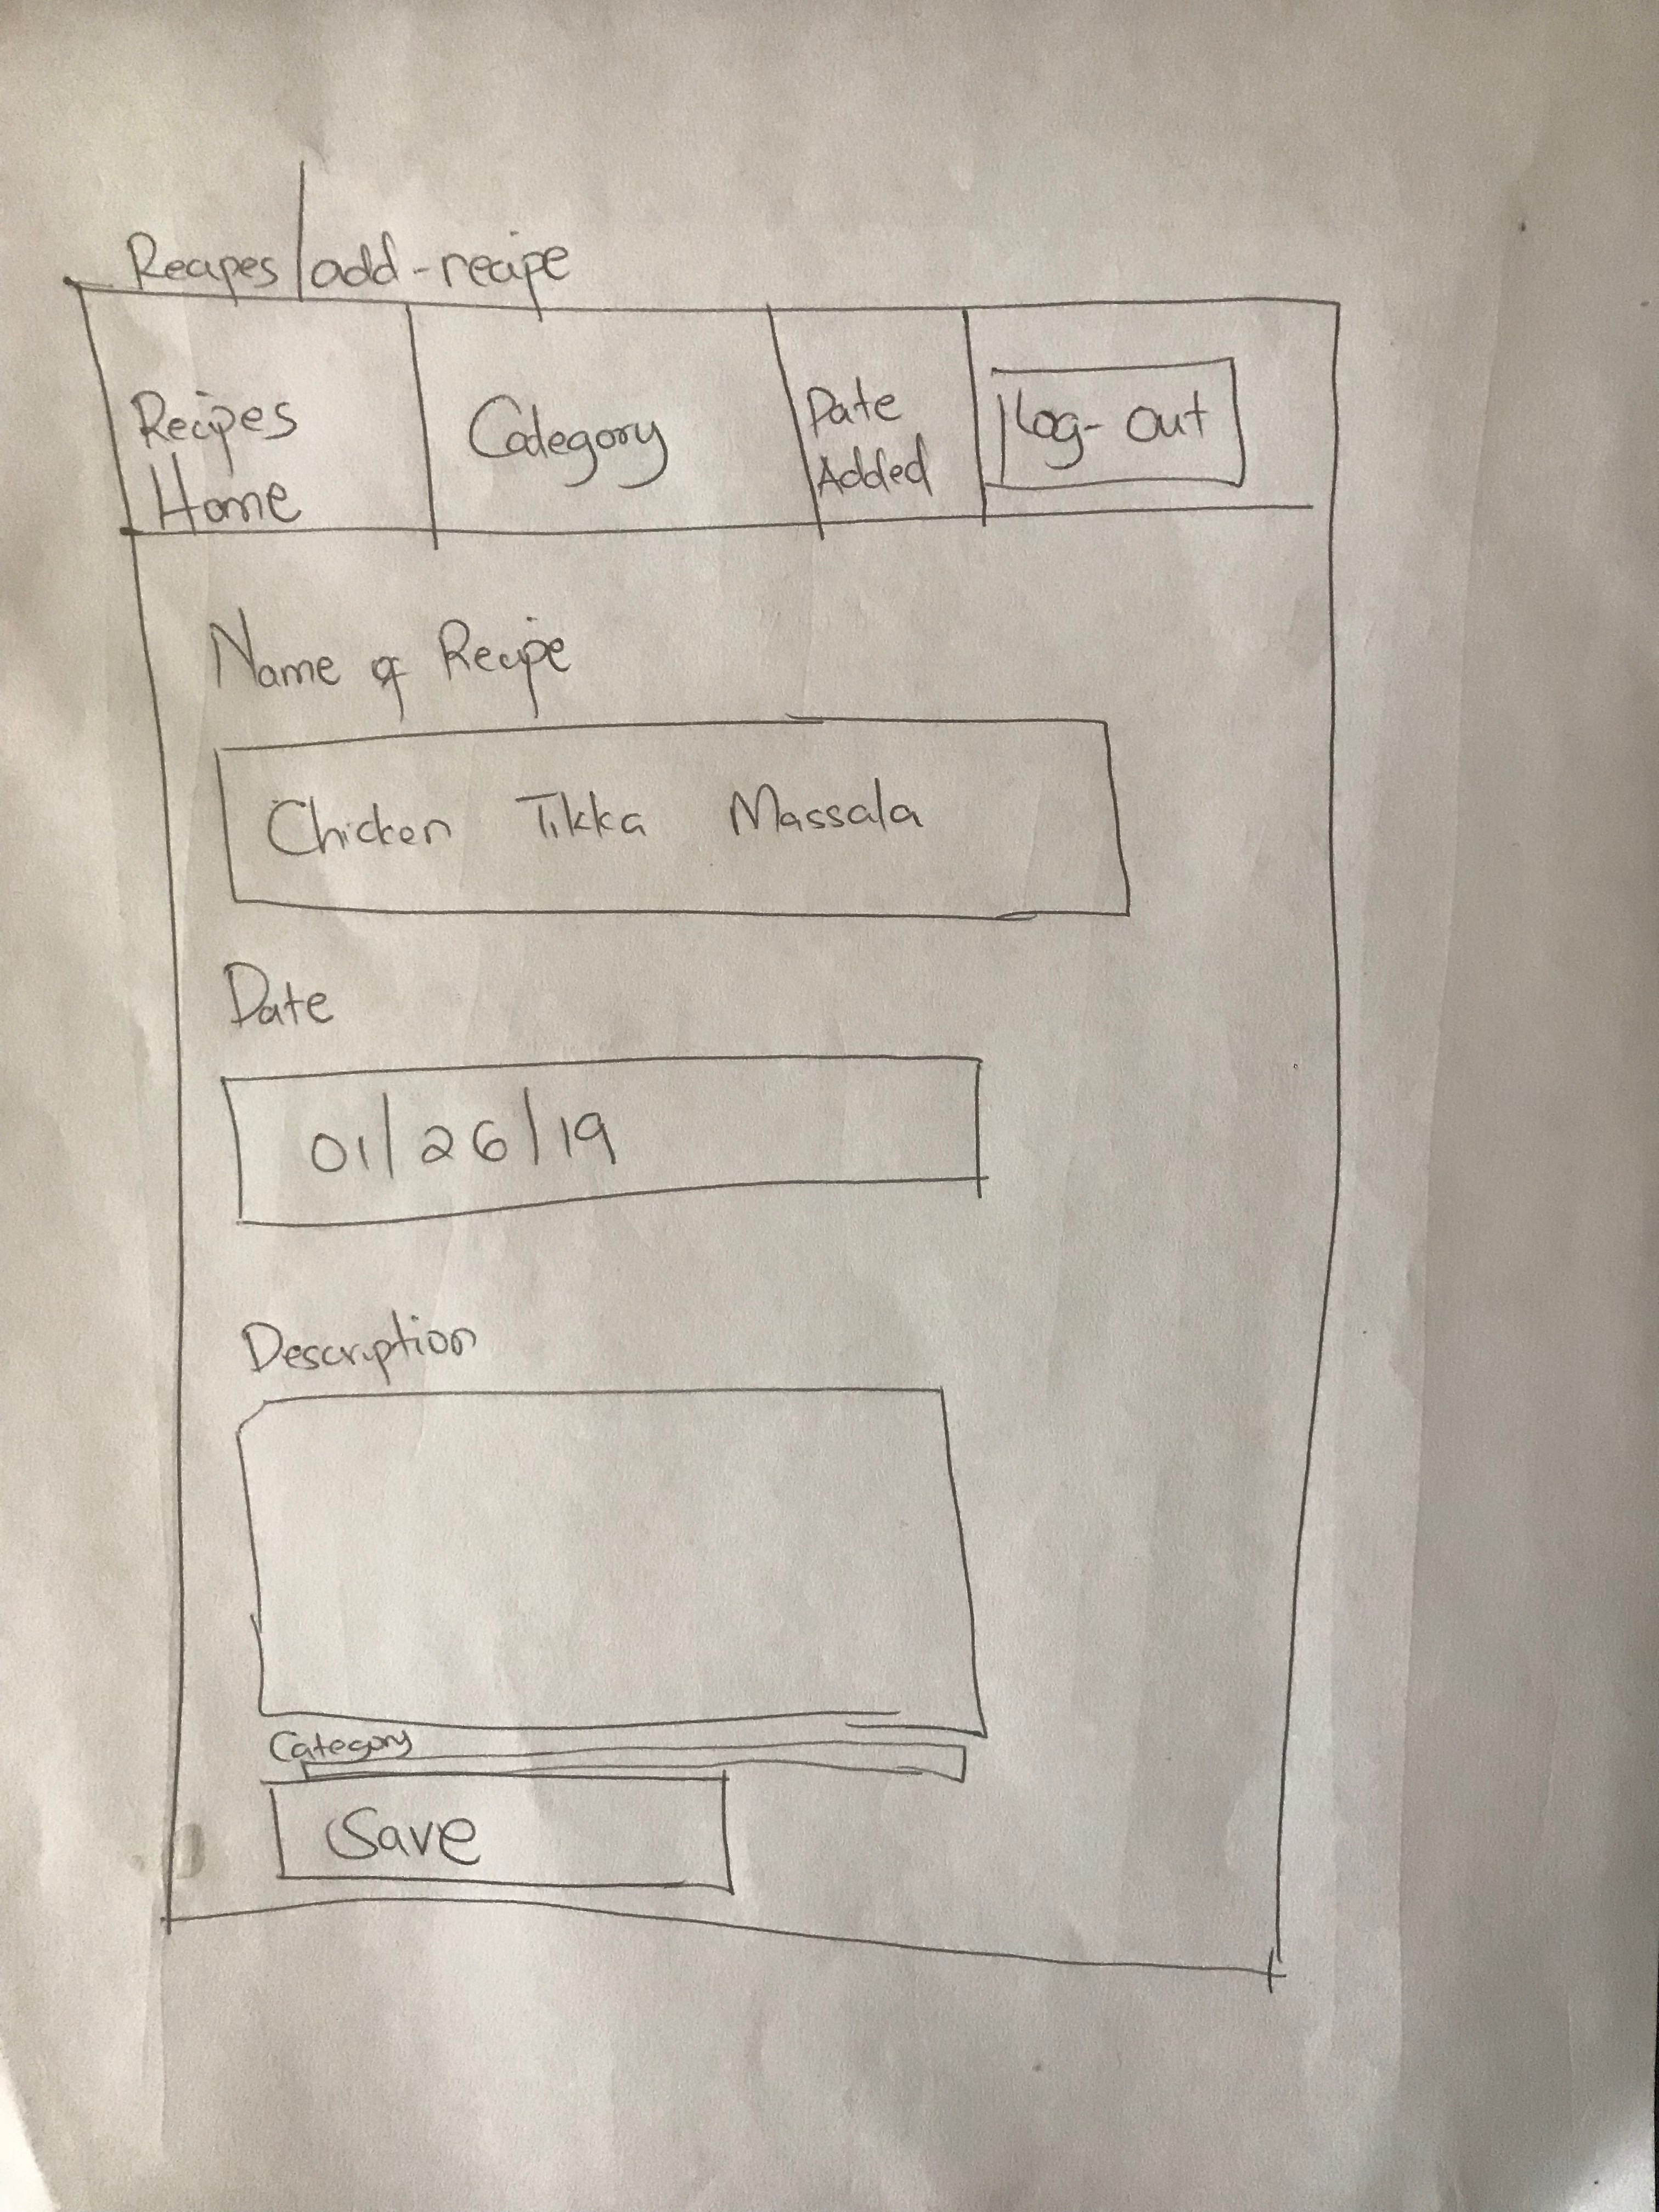 Recipes/add-recipe
Recipes
Home
Category
Date
Added
Log-out
Name of Recipe
Chicken Tikka Massala
Date
01/26/19
Description
Category
Save